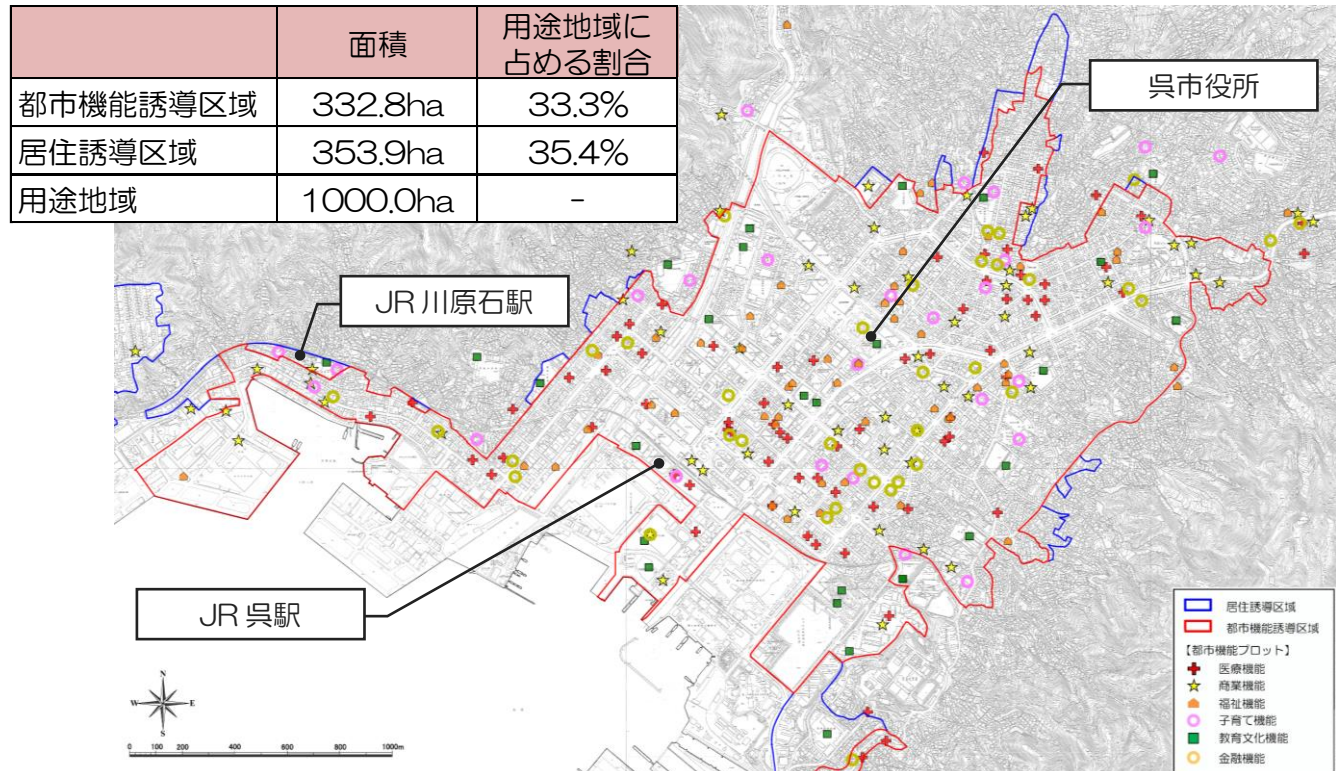 面積
用途地域に
占める割合
都市機能誘導区域 332.8ha 33.3%
居住誘導区域 353.9ha 35.4%
用途地域 1000.0ha -
呉市役所
JR川原石駅
JR呉駅
居住誘導区域
都市機能誘導区域
【都市機能プロット】
医療機能
商業機能
福祉機能
子育て機能
教育文化機能
金融機能
N
W E
S
0 100 200 400 600 800 1000m